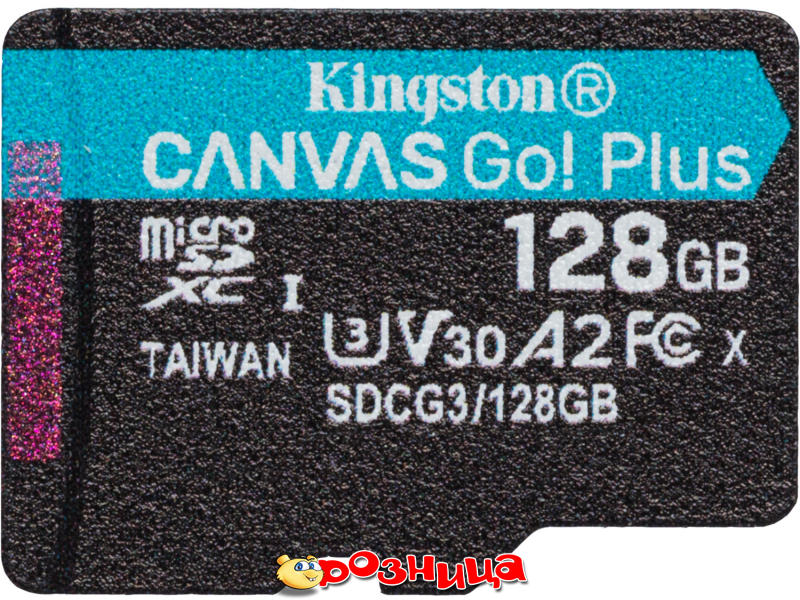 Kingston®
CANVAS Go! Plus
micro
SD
XC I
128GB
TAIWAN
U3 V30 A2 FC X
SDCG3/128GB
розница